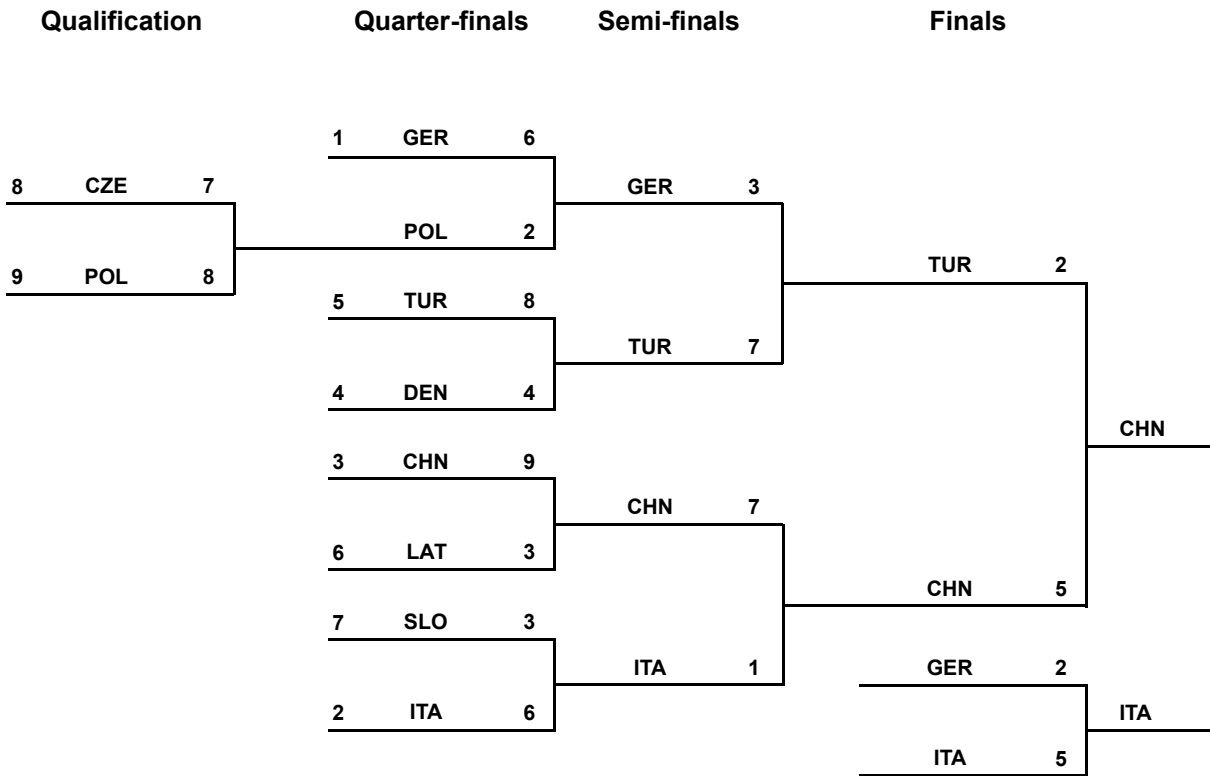 Qualification Quarter-finals Semi-finals Finals
1 GER 6
8 CZE 7
GER 3
POL 2
9 POL 8
TUR 2
5 TUR 8
TUR 7
4 DEN 4
CHN
3 CHN 9
CHN 7
6 LAT 3
CHN 5
7 SLO 3
ITA 1
GER 2
2 ITA 6
ITA
ITA 5